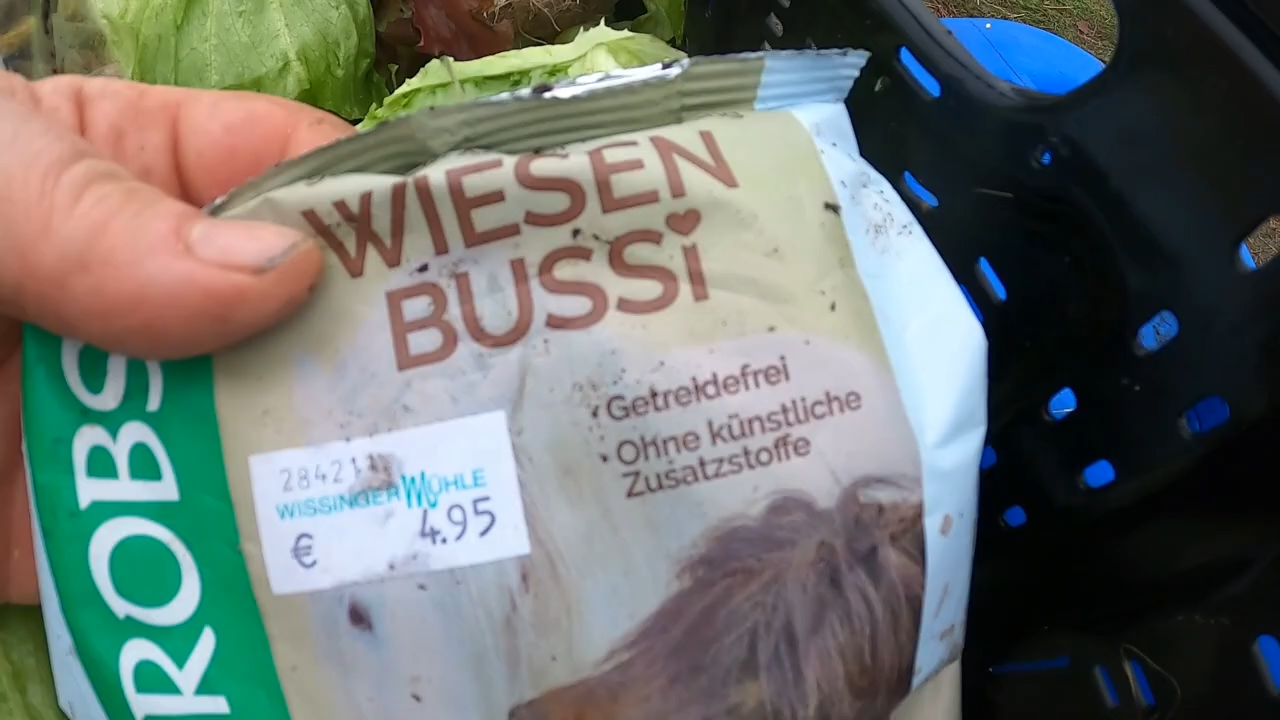 WIESEN
BUSSi
Getreidefrei
Ohne künstliche
Zusatzstoffe
WISSINGER MÜHLE
€ 4.95
ROBS